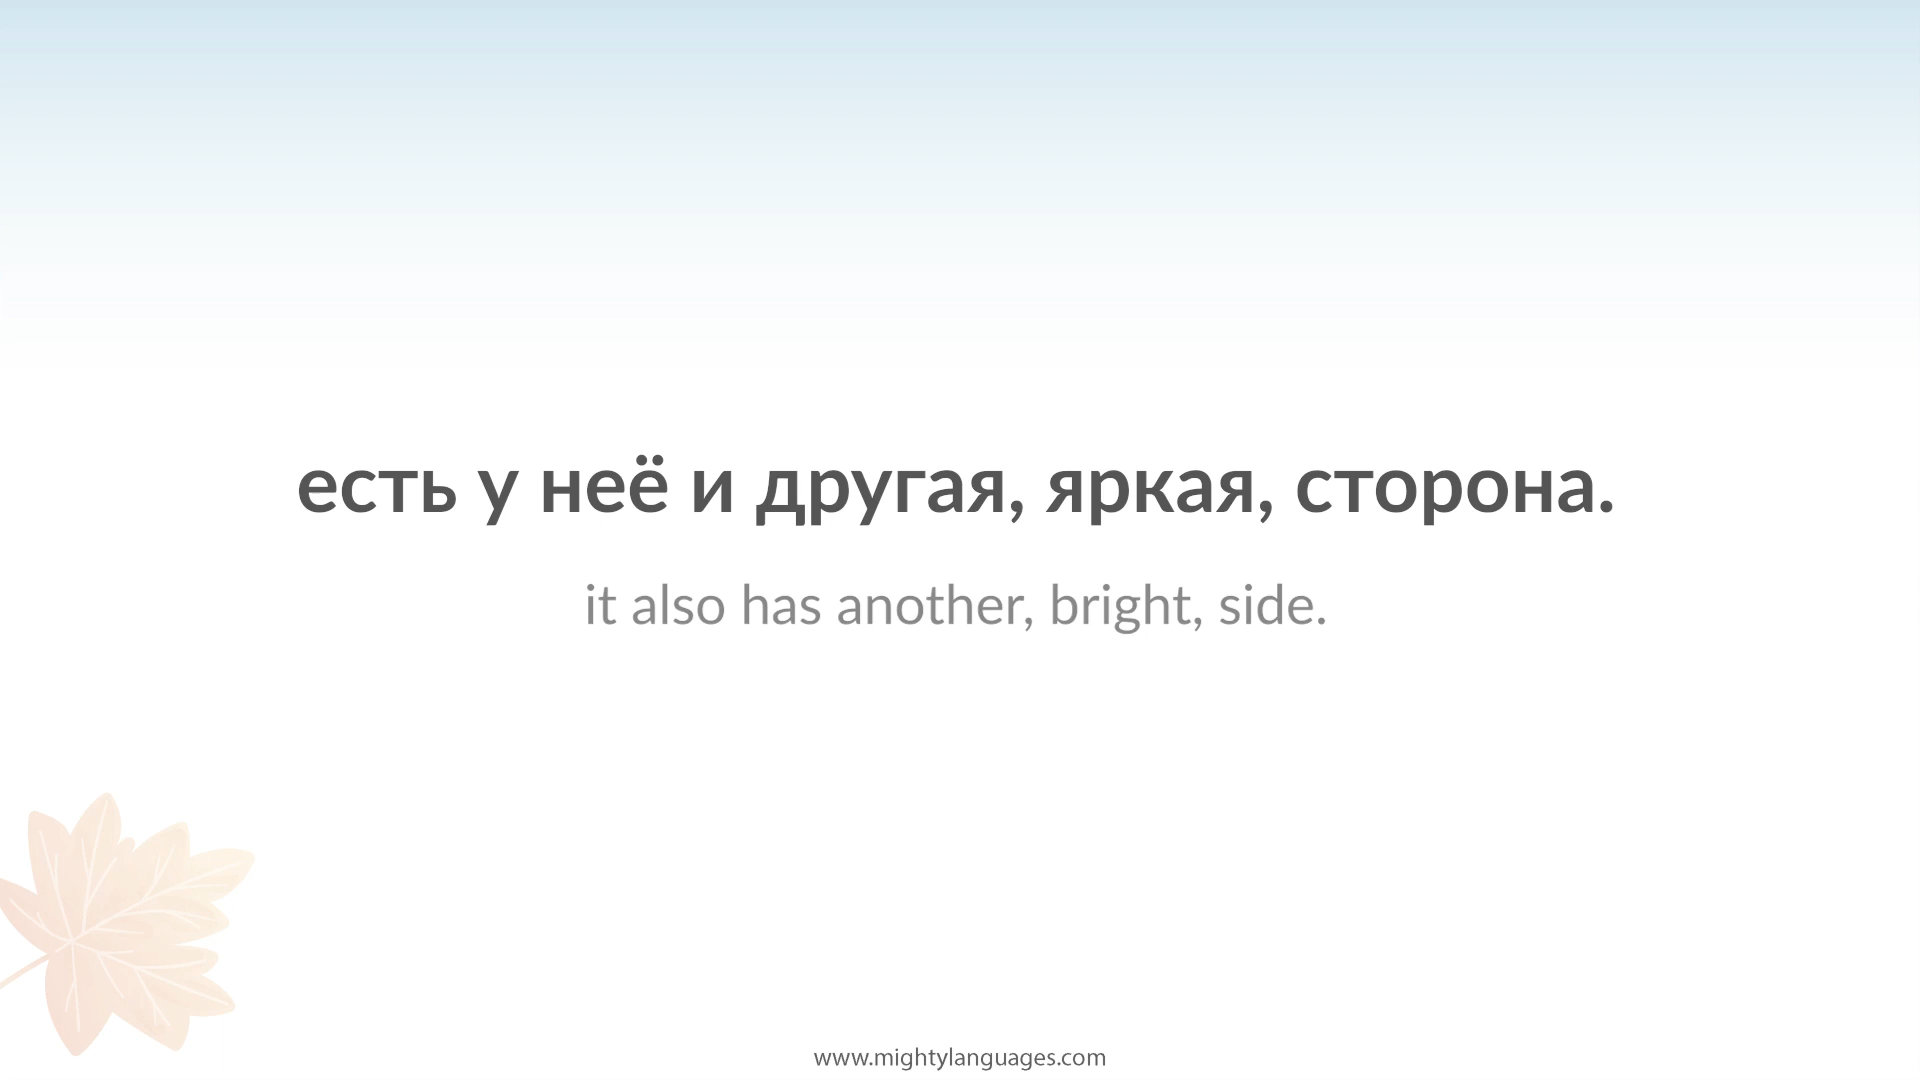 есть у неё и другая, яркая, сторона.
it also has another, bright, side.
www.mightylanguages.com